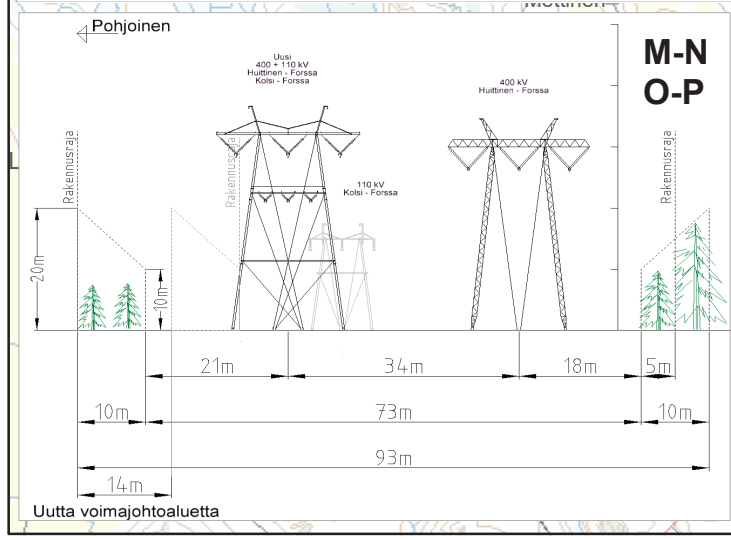 Pohjoinen
M-N
O-P
Uusi
400 + 110 kV
Huittinen - Forssa
Kolsi - Forssa
400 kV
Huittinen - Forssa
110 kV
Kolsi - Forssa
Rakennusraja
Rakennusraja
Rakennusraja
20m
10m
21m
34m
18m
5m
10m
73m
10m
93m
14m
Uutta voimajohtoaluetta